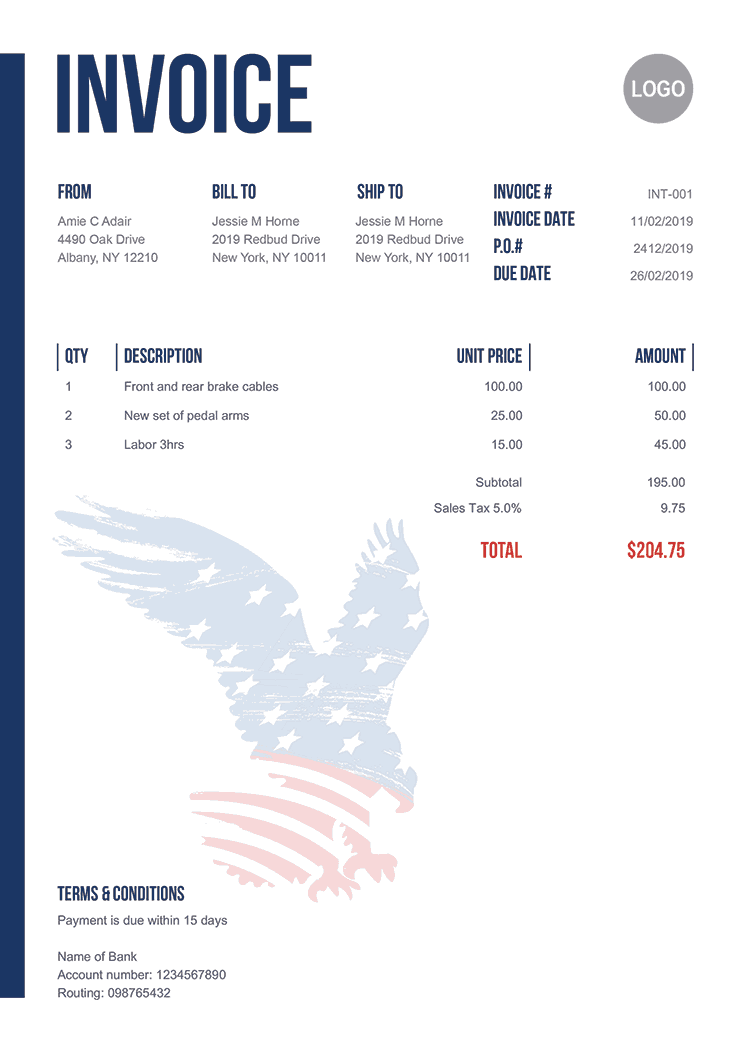 INVOICE
LOGO
FROM
Amie C Adair
4490 Oak Drive
Albany, NY 12210
BILL TO
Jessie M Horne
2019 Redbud Drive
New York, NY 10011
SHIP TO
Jessie M Horne
2019 Redbud Drive
New York, NY 10011
INVOICE # INT-001
INVOICE DATE 11/02/2019
P.O.# 2412/2019
DUE DATE 26/02/2019
QTY DESCRIPTION UNIT PRICE AMOUNT
1 Front and rear brake cables 100.00 100.00
2 New set of pedal arms 25.00 50.00
3 Labor 3hrs 15.00 45.00
Subtotal 195.00
Sales Tax 5.0% 9.75
TOTAL $204.75
TERMS & CONDITIONS
Payment is due within 15 days
Name of Bank
Account number: 1234567890
Routing: 098765432